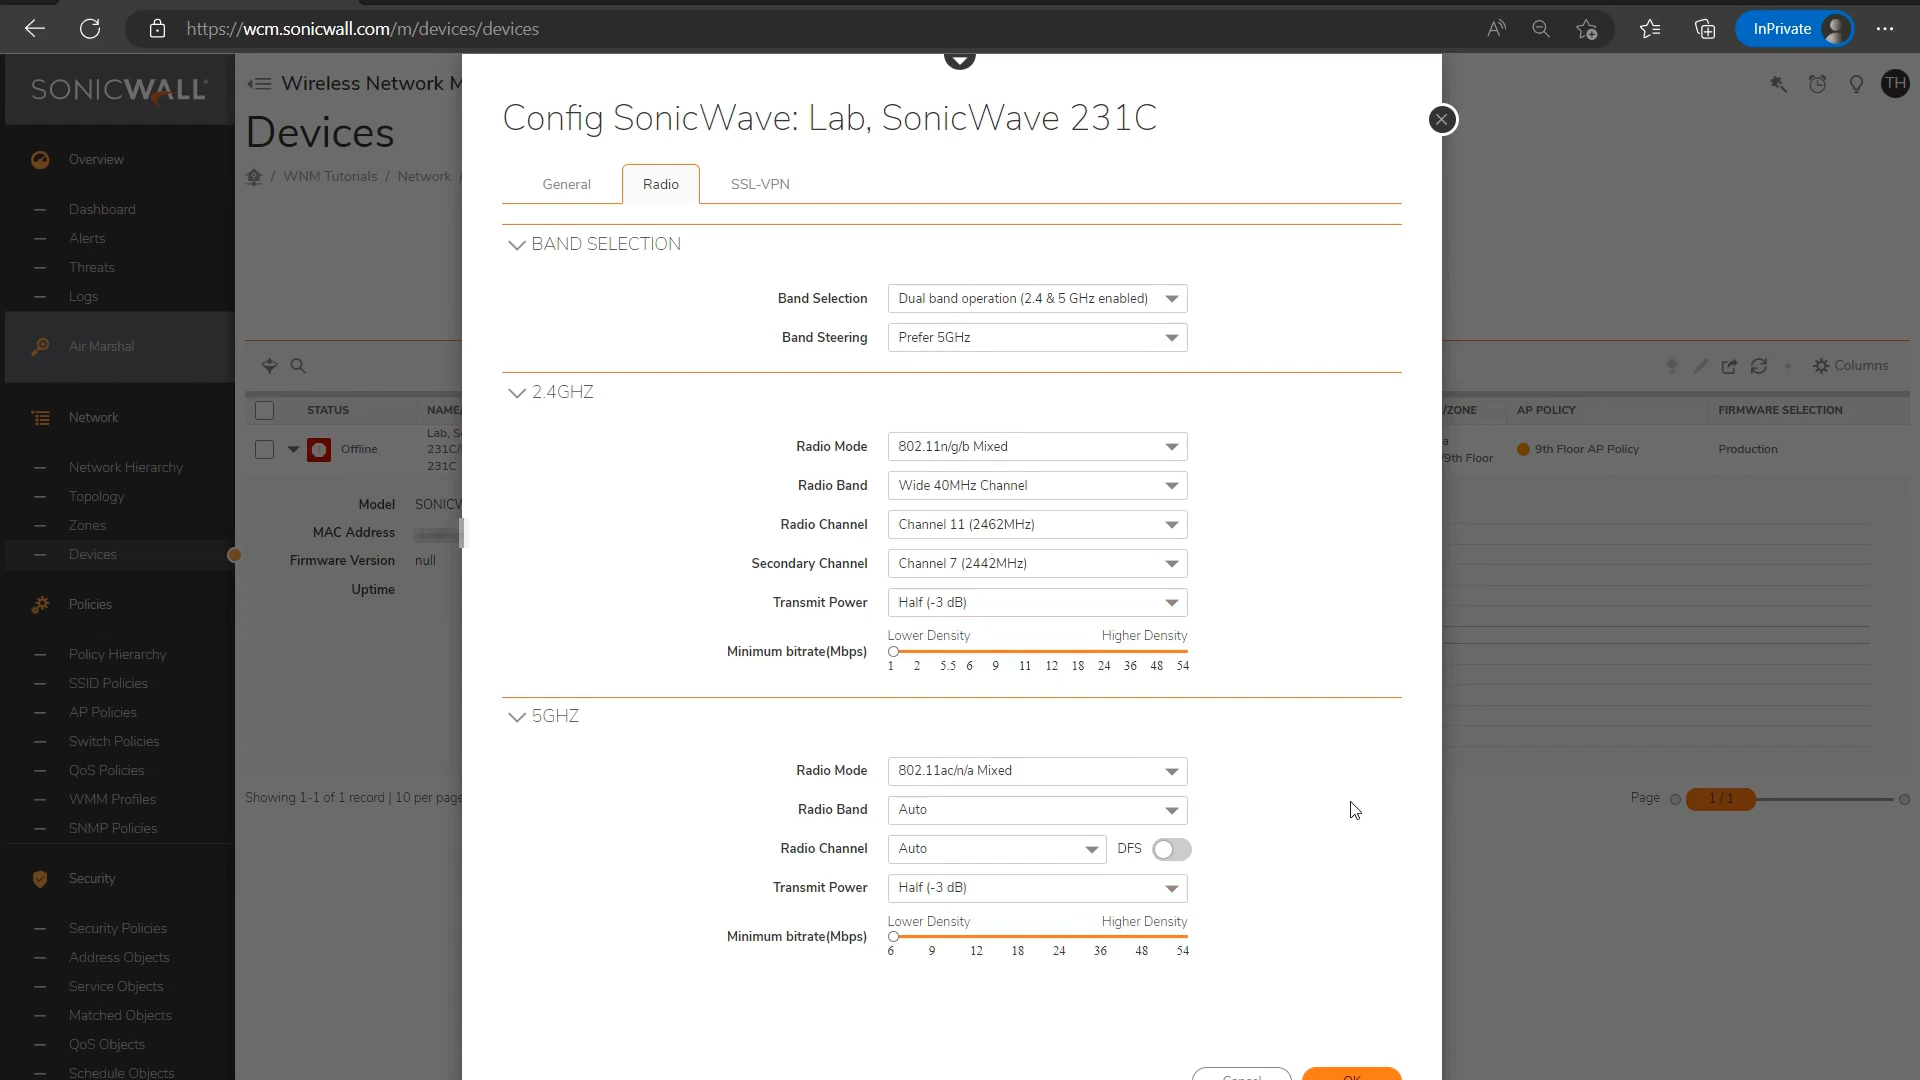 https://wcm.sonicwall.com/m/devices/devices
InPrivate
SONICWALL
Wireless Network M
TH
Devices
/ WNM Tutorials / Network /
Overview
Dashboard
Alerts
Threats
Logs
Air Marshal
Network
Network Hierarchy
Topology
Zones
Devices
Policies
Policy Hierarchy
SSID Policies
AP Policies
Switch Policies
QoS Policies
WMM Profiles
SNMP Policies
Security
Security Policies
Address Objects
Service Objects
Matched Objects
QoS Objects
Schedule Objects
STATUS NAME/
Offline
Lab, S
231C/
231C
Model SONICW
MAC Address
Firmware Version null
Uptime
Showing 1-1 of 1 record | 10 per page
Config SonicWave: Lab, SonicWave 231C
General Radio SSL-VPN
BAND SELECTION
Band Selection Dual band operation (2.4 & 5 GHz enabled)
Band Steering Prefer 5GHz
2.4GHZ
Radio Mode 802.11n/g/b Mixed
Radio Band Wide 40MHz Channel
Radio Channel Channel 11 (2462MHz)
Secondary Channel Channel 7 (2442MHz)
Transmit Power Half (-3 dB)
Lower Density Higher Density
Minimum bitrate(Mbps)
1 2 5.5 6 9 11 12 18 24 36 48 54
5GHZ
Radio Mode 802.11ac/n/a Mixed
Radio Band Auto
Radio Channel Auto DFS
Transmit Power Half (-3 dB)
Lower Density Higher Density
Minimum bitrate(Mbps)
6 9 12 18 24 36 48 54
Cancel OK
Columns
/ZONE AP POLICY FIRMWARE SELECTION
a
/9th Floor 9th Floor AP Policy Production
Page 1 / 1